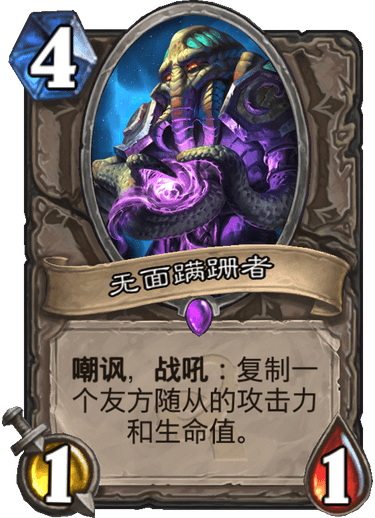 4
无面蹒跚者
嘲讽，战吼：复制一
个友方随从的攻击力
和生命值。
1
1